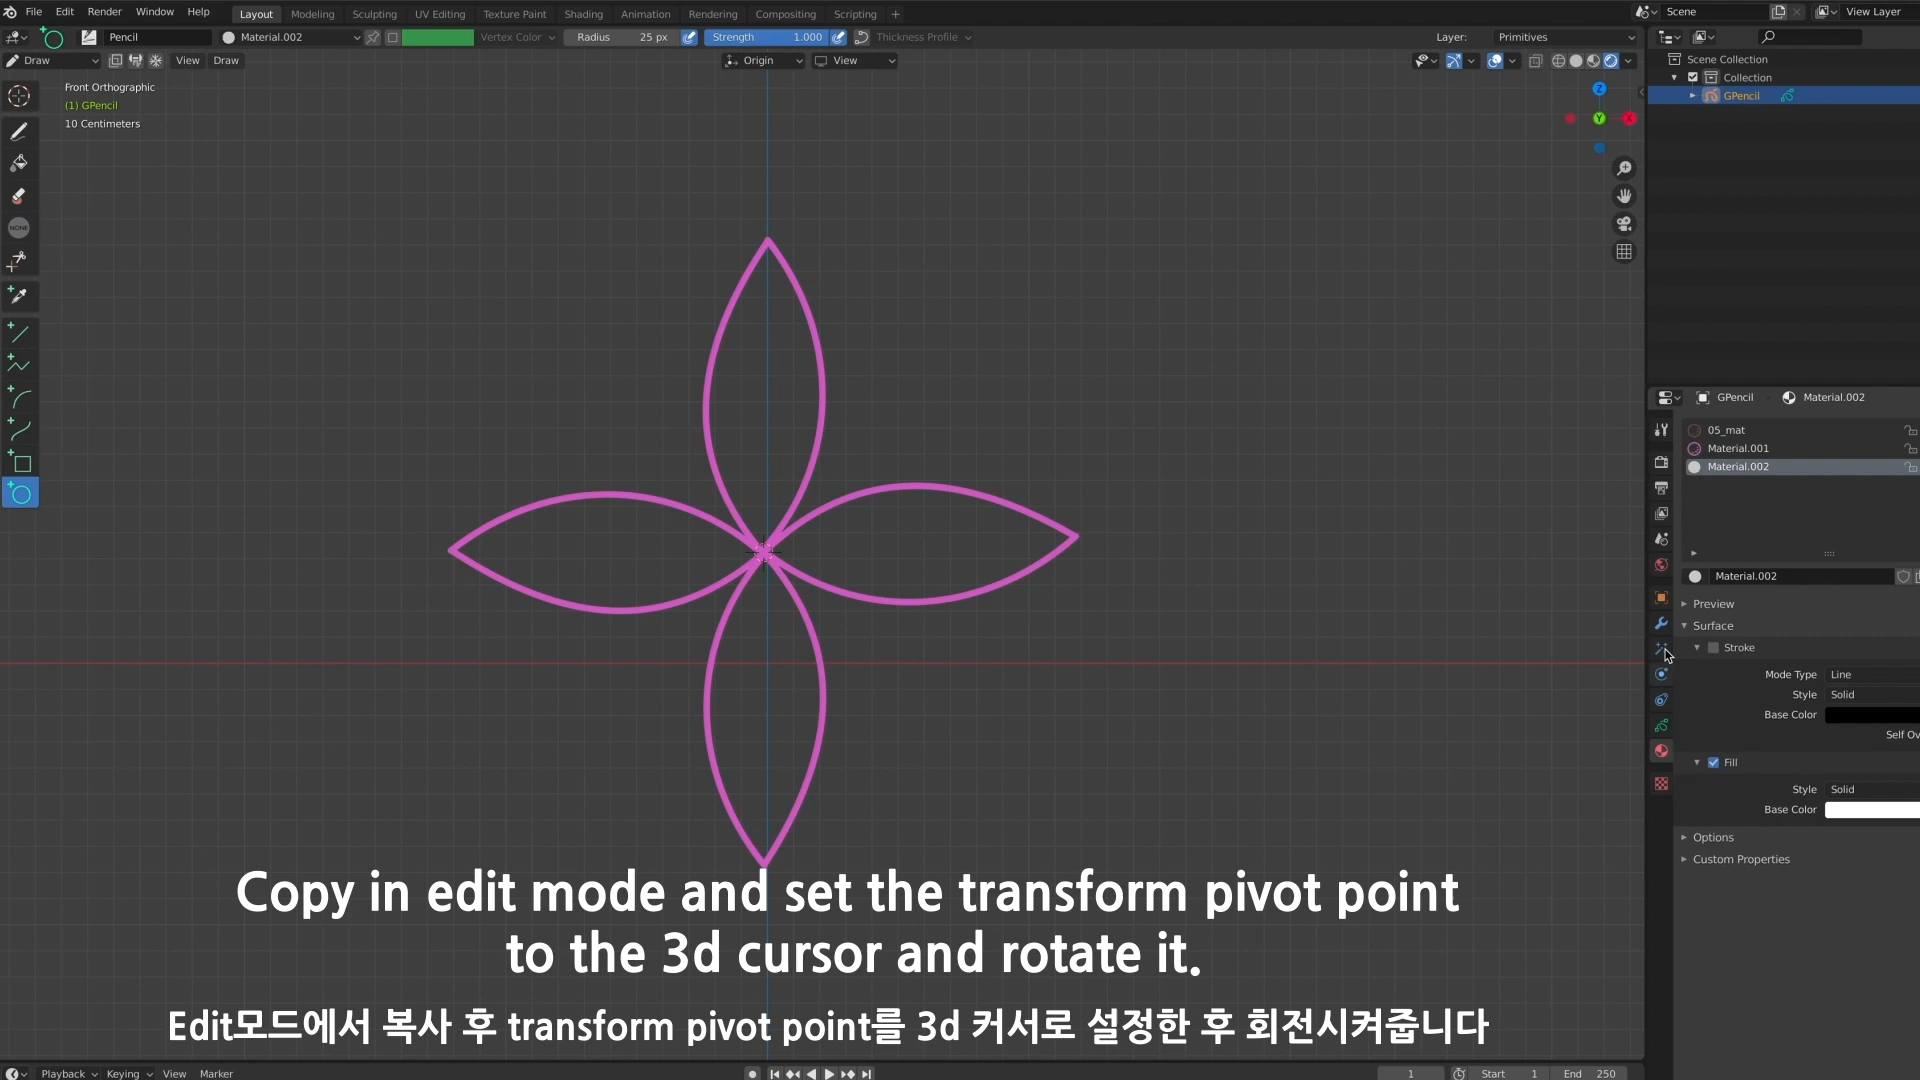 File Edit Render Window Help Layout Modeling Sculpting UV Editing Texture Paint Shading Animation Rendering Compositing Scripting + Scene View Layer
Pencil Material.002 Vertex Color Radius 25 px Strength 1.000 Thickness Profile Layer: Primitives
Draw View Draw Origin View
Scene Collection
Collection
GPencil
Front Orthographic
(1) GPencil
10 Centimeters
Z
Y
X
NONE
GPencil Material.002
05_mat
Material.001
Material.002
Material.002
Preview
Surface
Stroke
Mode Type Line
Style Solid
Base Color
Self Ov
Fill
Style Solid
Base Color
Options
Custom Properties
Copy in edit mode and set the transform pivot point
to the 3d cursor and rotate it.
Edit모드에서 복사 후 transform pivot point를 3d 커서로 설정한 후 회전시켜줍니다
Playback Keying View Marker 1 Start 1 End 250